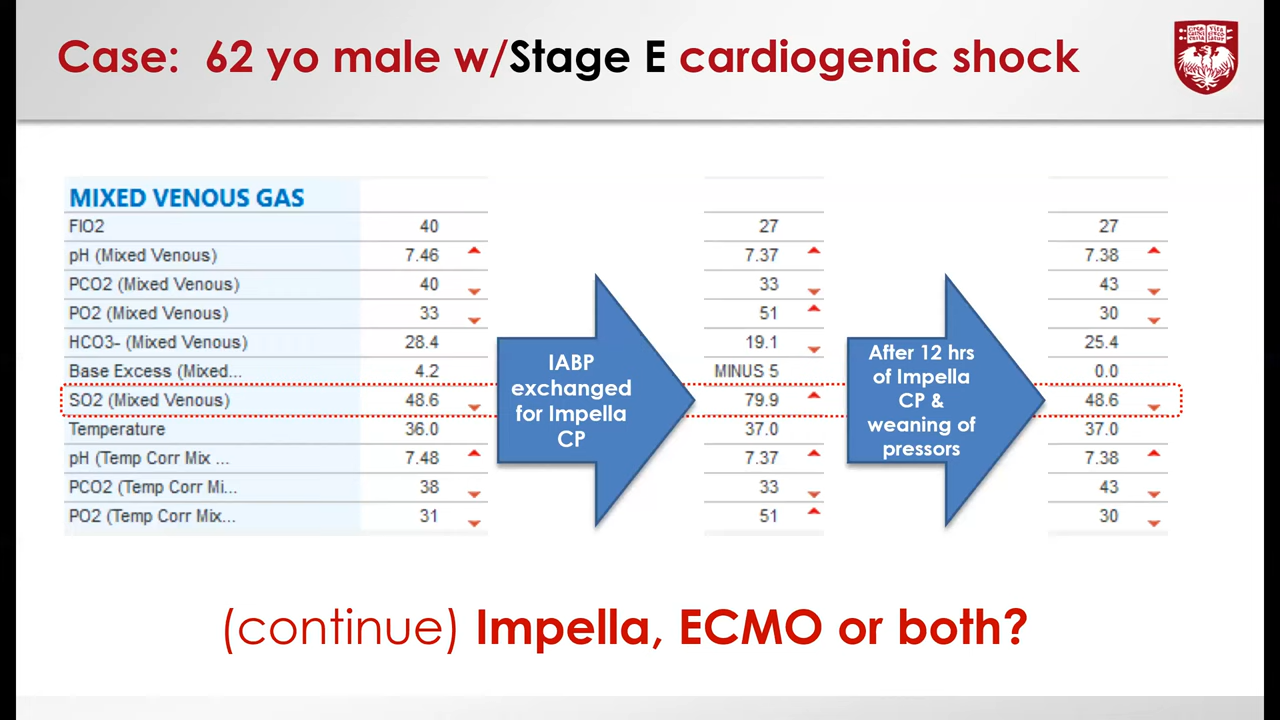 Case: 62 yo male w/Stage E cardiogenic shock
MIXED VENOUS GAS
FIO2 40 27 27
pH (Mixed Venous) 7.46 7.37 7.38
PCO2 (Mixed Venous) 40 33 43
PO2 (Mixed Venous) 33 51 30
HCO3- (Mixed Venous) 28.4 19.1 25.4
Base Excess (Mixed... 4.2 MINUS 5 0.0
SO2 (Mixed Venous) 48.6 79.9 48.6
Temperature 36.0 37.0 37.0
pH (Temp Corr Mix ... 7.48 7.37 7.38
PCO2 (Temp Corr Mi... 38 33 43
PO2 (Temp Corr Mix... 31 51 30
IABP
exchanged
for Impella
CP
After 12 hrs
of Impella
CP &
weaning of
pressors
(continue) Impella, ECMO or both?